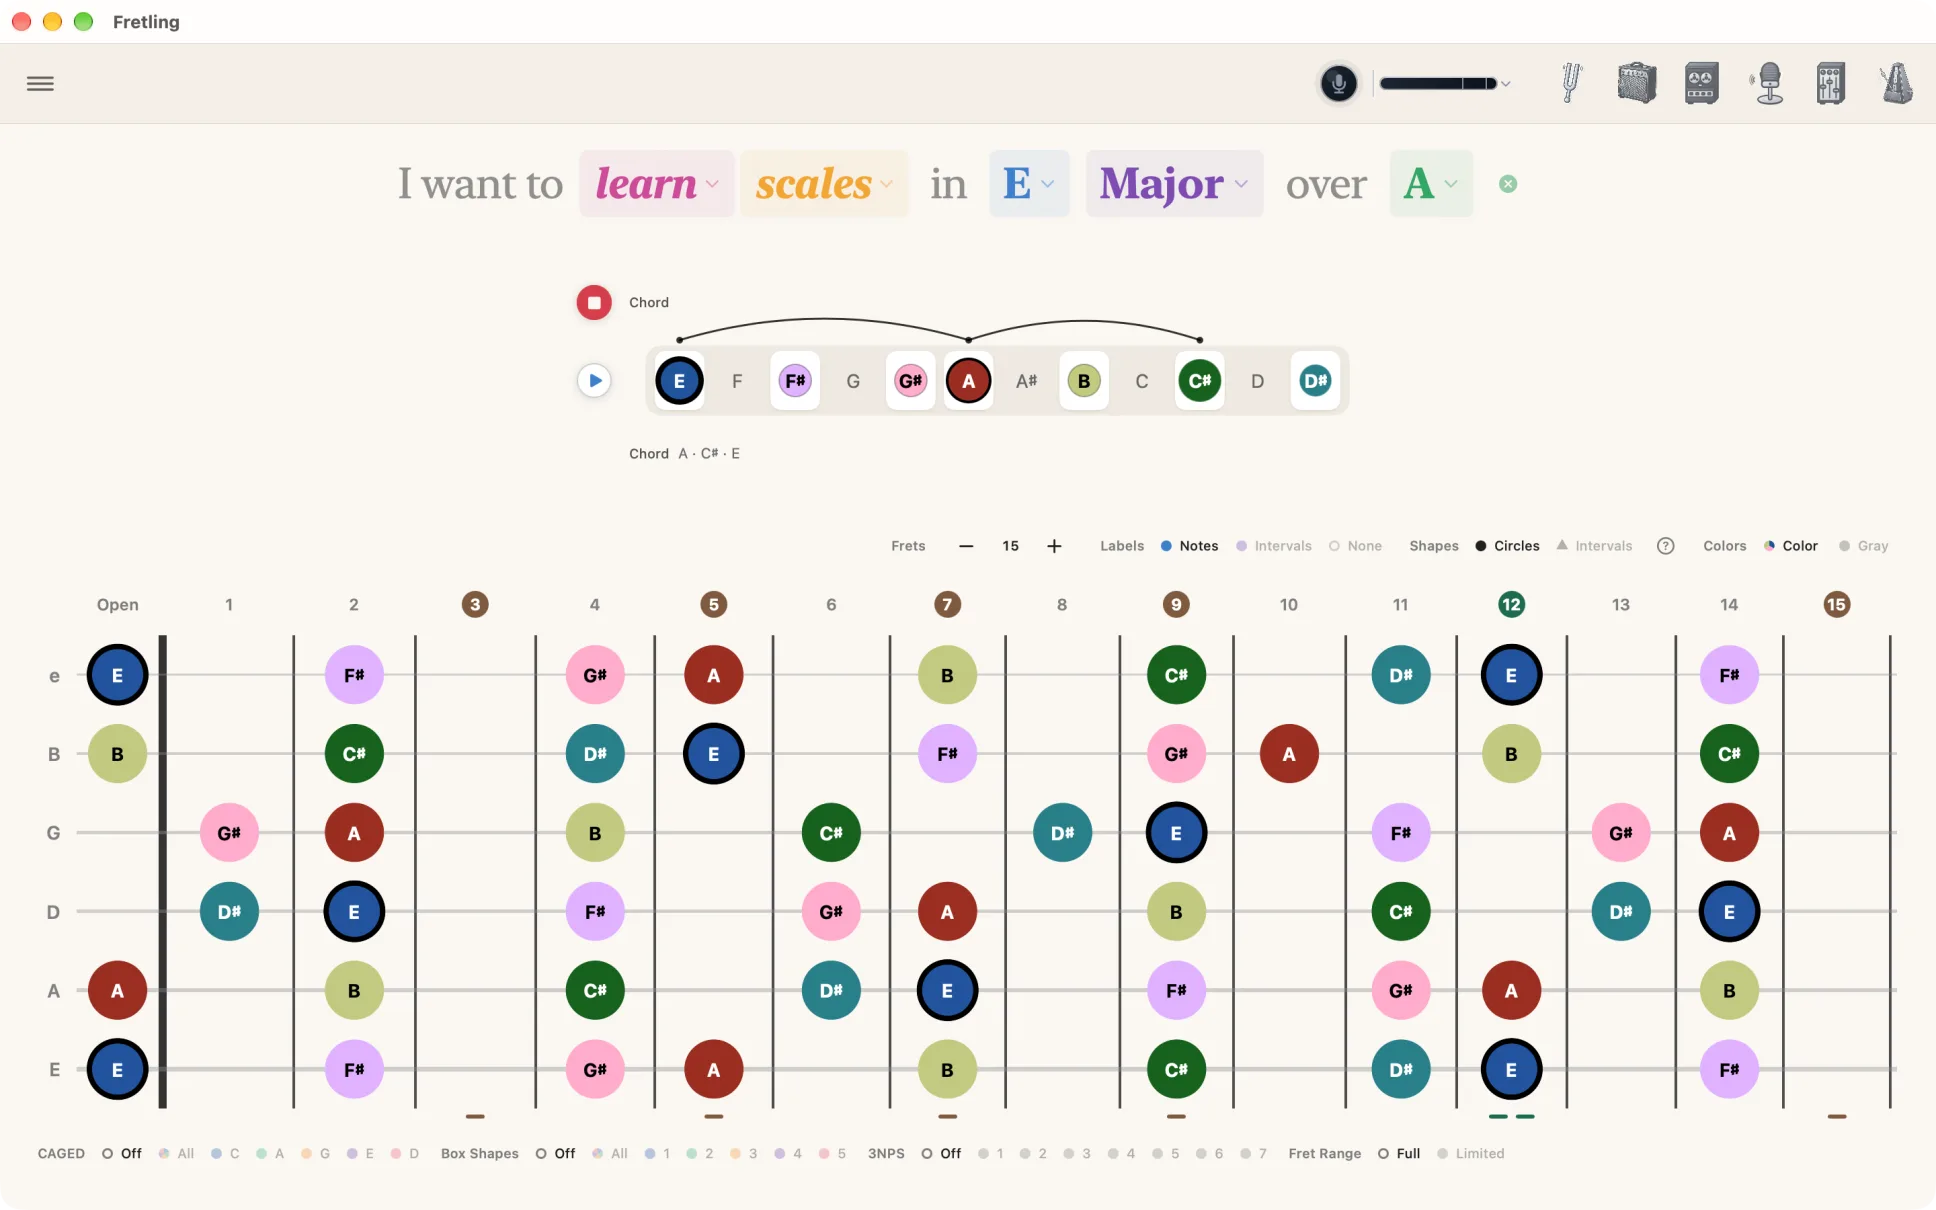 Fretling
I want to learn scales in E Major over A
Chord
E F F# G G# A A# B C C# D D#
Chord A · C# · E
Frets — 15 + Labels Notes Intervals None Shapes Circles Intervals ? Colors Color Gray
Open 1 2 3 4 5 6 7 8 9 10 11 12 13 14 15
e E F# G# A B C# D# E F#
B B C# D# E F# G# A B C#
G G# A B C# D# E F# G# A
D D# E F# G# A B C# D# E
A A B C# D# E F# G# A B
E E F# G# A B C# D# E F#
CAGED Off All C A G E D Box Shapes Off All 1 2 3 4 5 3NPS Off 1 2 3 4 5 6 7 Fret Range Full Limited